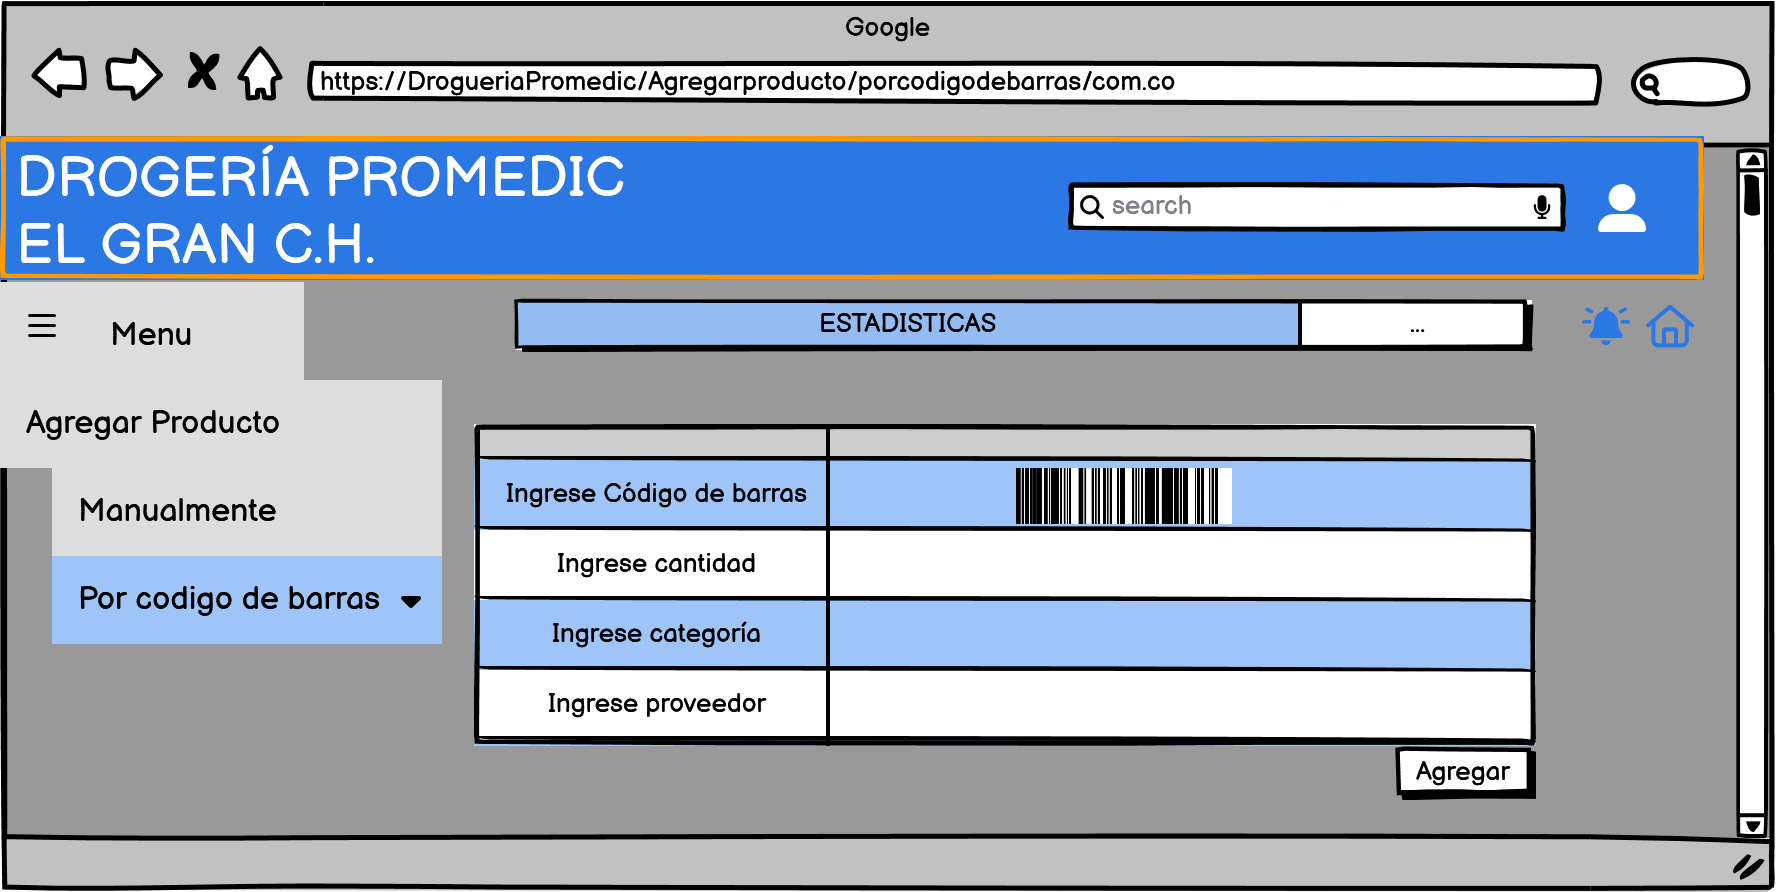 Google
https://DrogueriaPromedic/Agregarproducto/porcodigodebarras/com.co
DROGERÍA PROMEDIC
EL GRAN C.H.
search
Menu
ESTADISTICAS
...
Agregar Producto
Manualmente
Por codigo de barras
Ingrese Código de barras
Ingrese cantidad
Ingrese categoría
Ingrese proveedor
Agregar